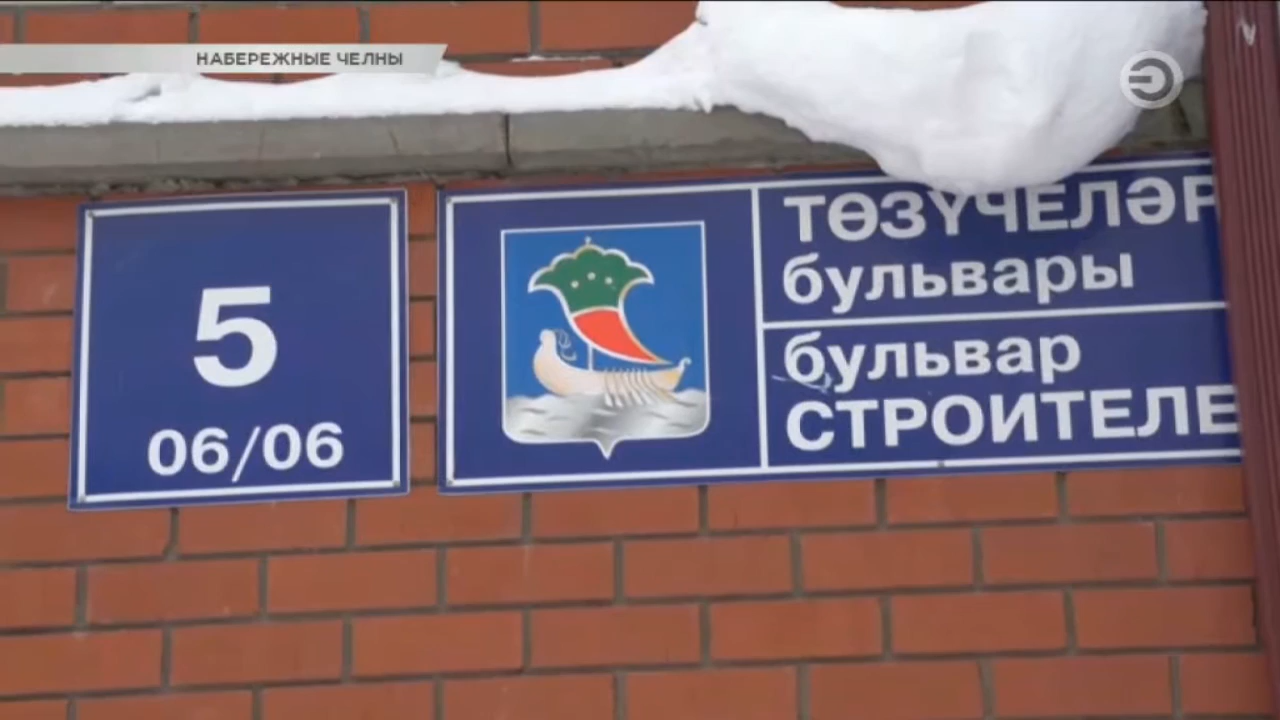 НАБЕРЕЖНЫЕ ЧЕЛНЫ
5
06/06
ТӨЗҮЧЕЛӘР
бульвары
бульвар
СТРОИТЕЛЕ